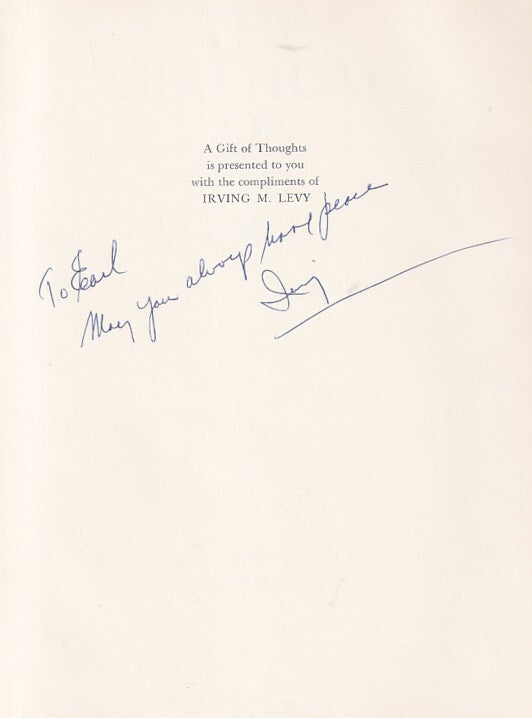 A Gift of Thoughts
is presented to you
with the compliments of
IRVING M. LEVY
To Earl
May you always have peace
Irving